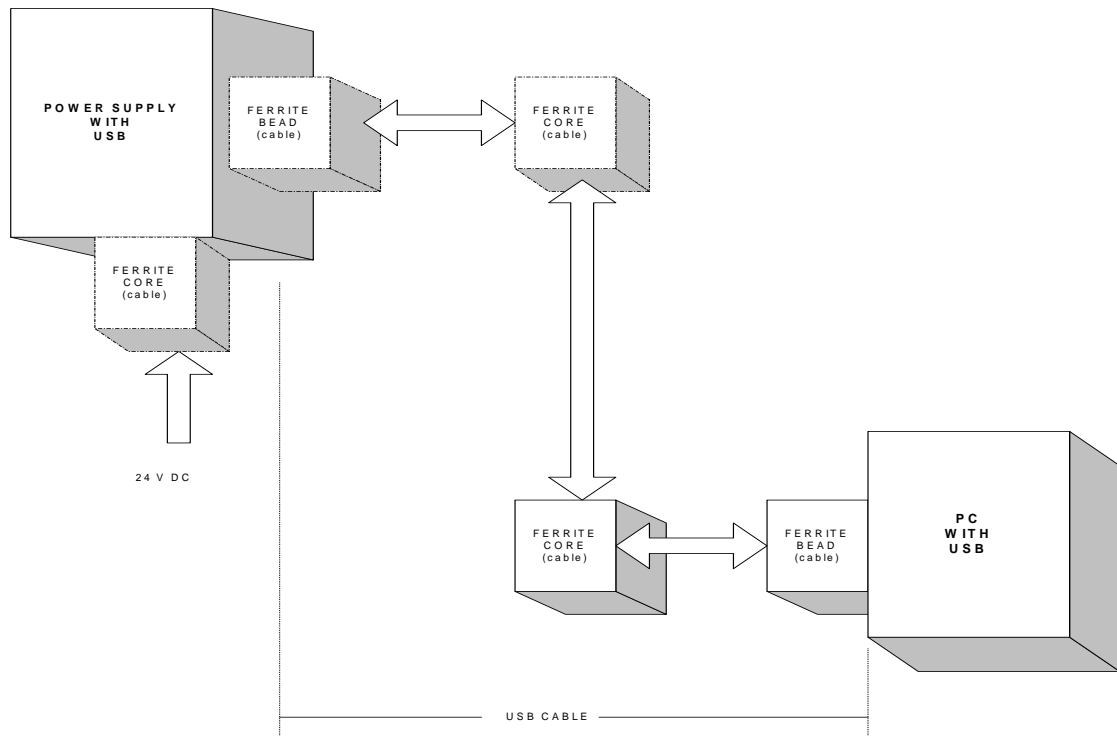 POWER SUPPLY
WITH
USB
FERRITE
BEAD
(cable)
FERRITE
CORE
(cable)
FERRITE
CORE
(cable)
24 V DC
FERRITE
CORE
(cable)
FERRITE
BEAD
(cable)
PC
WITH
USB
USB CABLE